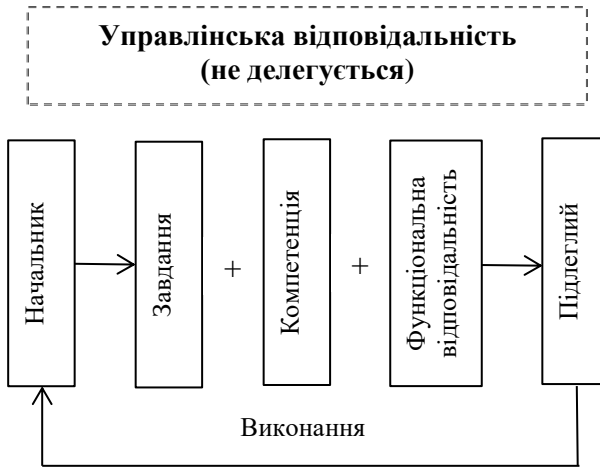 Управлінська відповідальність
(не делегується)
Начальник
Завдання
+
Компетенція
+
Функціональна
відповідальність
Підлеглий
Виконання